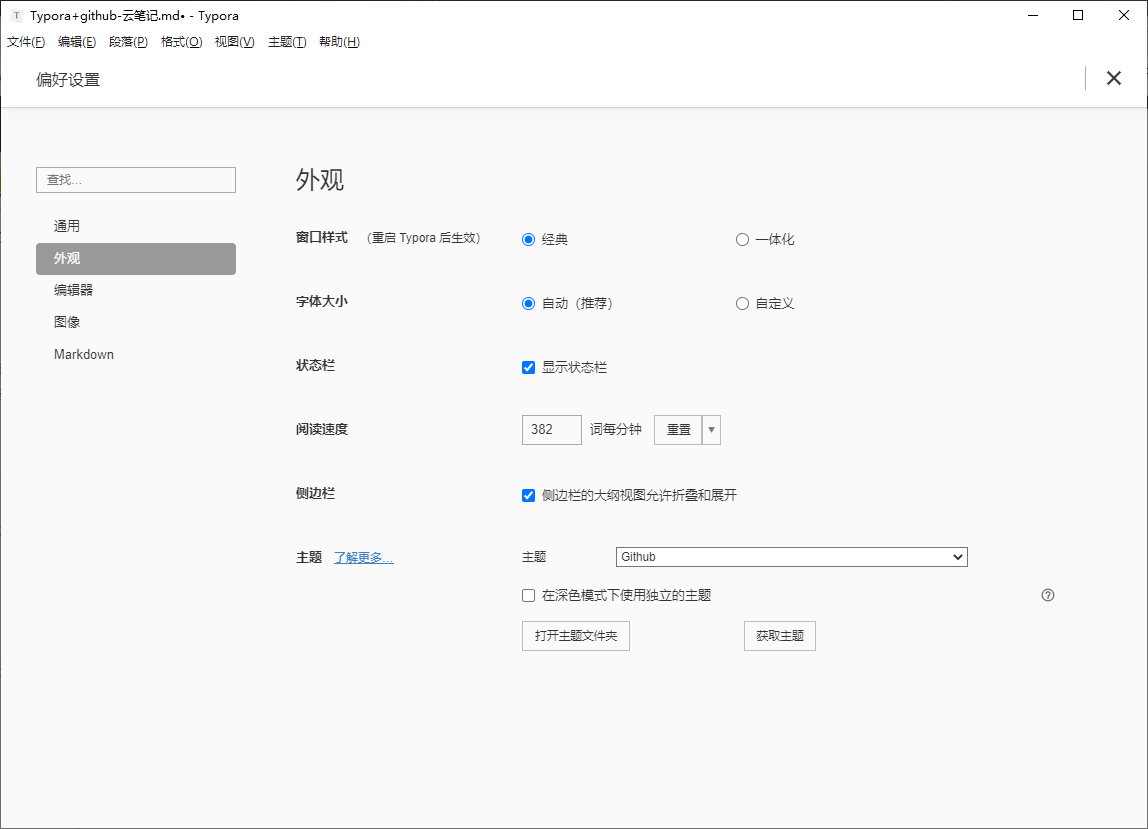 Typora+github-云笔记.md• - Typora
文件(F) 编辑(E) 段落(P) 格式(O) 视图(V) 主题(T) 帮助(H)
偏好设置
查找...
通用
外观
编辑器
图像
Markdown
外观
窗口样式 （重启 Typora 后生效） 经典 一体化
字体大小 自动（推荐） 自定义
状态栏 显示状态栏
阅读速度 382 词每分钟 重置
侧边栏 侧边栏的大纲视图允许折叠和展开
主题 了解更多... 主题 Github
在深色模式下使用独立的主题
打开主题文件夹 获取主题